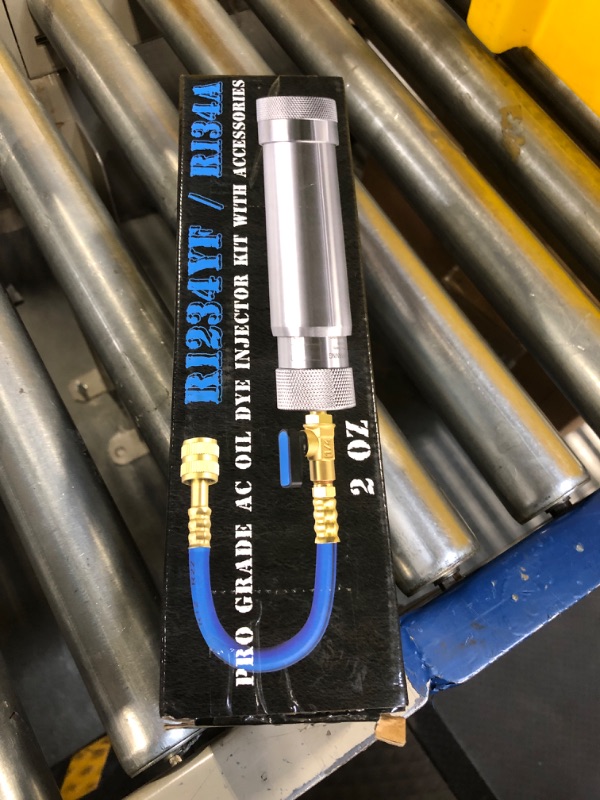 R1234YF / R134A
PRO GRADE AC OIL DYE INJECTOR KIT WITH ACCESSORIES
2 OZ